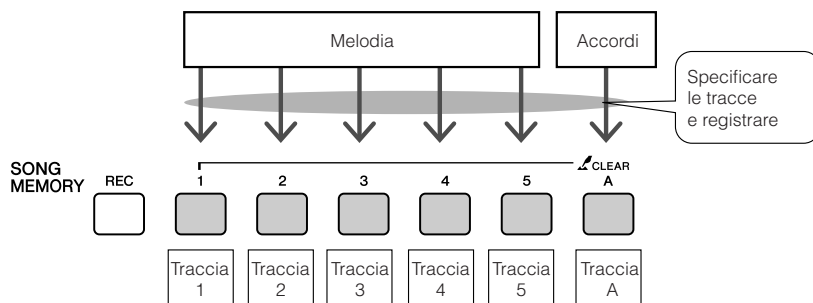 Melodia
Accordi
Specificare
le tracce
e registrare
SONG
MEMORY
REC
1
2
3
4
5
CLEAR
A
Traccia
1
Traccia
2
Traccia
3
Traccia
4
Traccia
5
Traccia
A